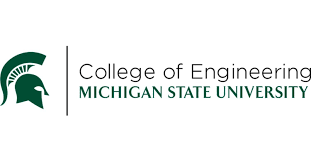 College of Engineering
MICHIGAN STATE UNIVERSITY